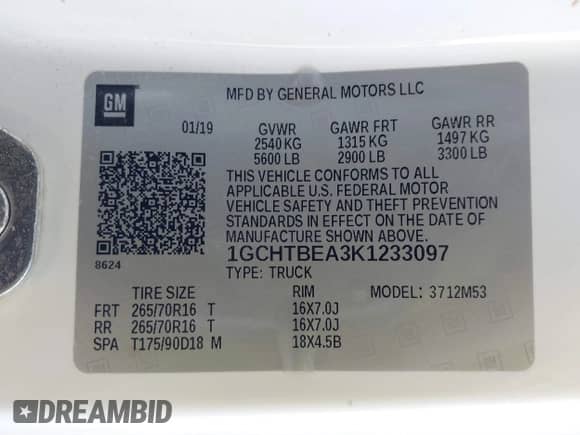 GM
MFD BY GENERAL MOTORS LLC
01/19 GVWR GAWR FRT GAWR RR
2540 KG 1315 KG 1497 KG
5600 LB 2900 LB 3300 LB
THIS VEHICLE CONFORMS TO ALL
APPLICABLE U.S. FEDERAL MOTOR
VEHICLE SAFETY AND THEFT PREVENTION
STANDARDS IN EFFECT ON THE DATE OF
MANUFACTURE SHOWN ABOVE.
8624
1GCHTBEA3K1233097
TYPE: TRUCK
TIRE SIZE RIM MODEL: 3712M53
FRT 265/70R16 T 16X7.0J
RR 265/70R16 T 16X7.0J
SPA T175/90D18 M 18X4.5B
DREAMBID